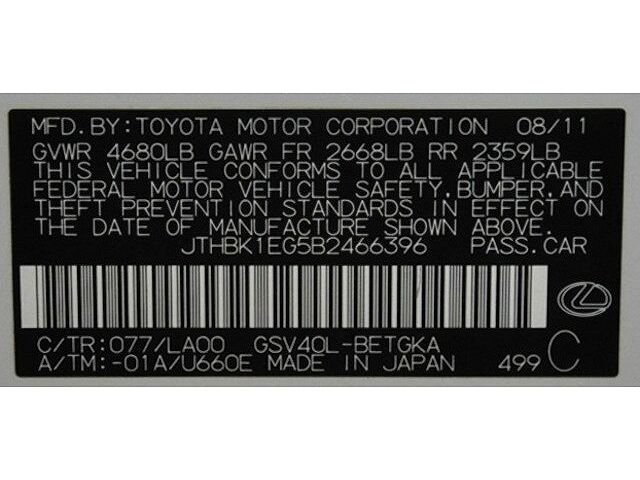 MFD.BY:TOYOTA MOTOR CORPORATION 08/11
GVWR 4680LB GAWR FR 2668LB RR 2359LB
THIS VEHICLE CONFORMS TO ALL APPLICABLE
FEDERAL MOTOR VEHICLE SAFETY,BUMPER,AND
THEFT PREVENTION STANDARDS IN EFFECT ON
THE DATE OF MANUFACTURE SHOWN ABOVE.
JTHBK1EG5B2466396 PASS.CAR
C/TR:077/LA00 GSV40L-BETGKA
A/TM:-01A/U660E MADE IN JAPAN 499 C